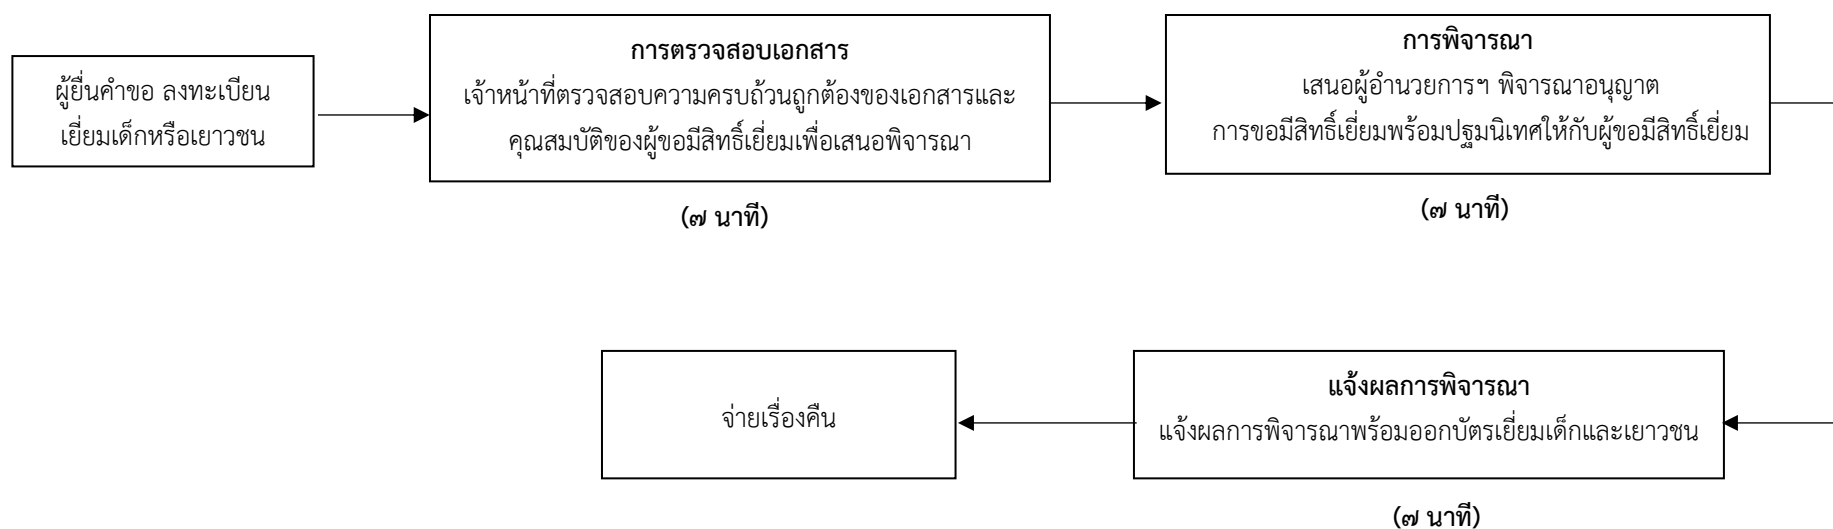 ผู้ยื่นคำขอ ลงทะเบียน
เยี่ยมเด็กหรือเยาวชน
การตรวจสอบเอกสาร
เจ้าหน้าที่ตรวจสอบความครบถ้วนถูกต้องของเอกสารและ
คุณสมบัติของผู้ขอมีสิทธิ์เยี่ยมเพื่อเสนอพิจารณา
(๗ นาที)
การพิจารณา
เสนอผู้อำนวยการฯ พิจารณาอนุญาต
การขอมีสิทธิ์เยี่ยมพร้อมปฐมนิเทศให้กับผู้ขอมีสิทธิ์เยี่ยม
(๗ นาที)
แจ้งผลการพิจารณา
แจ้งผลการพิจารณาพร้อมออกบัตรเยี่ยมเด็กและเยาวชน
(๗ นาที)
จ่ายเรื่องคืน